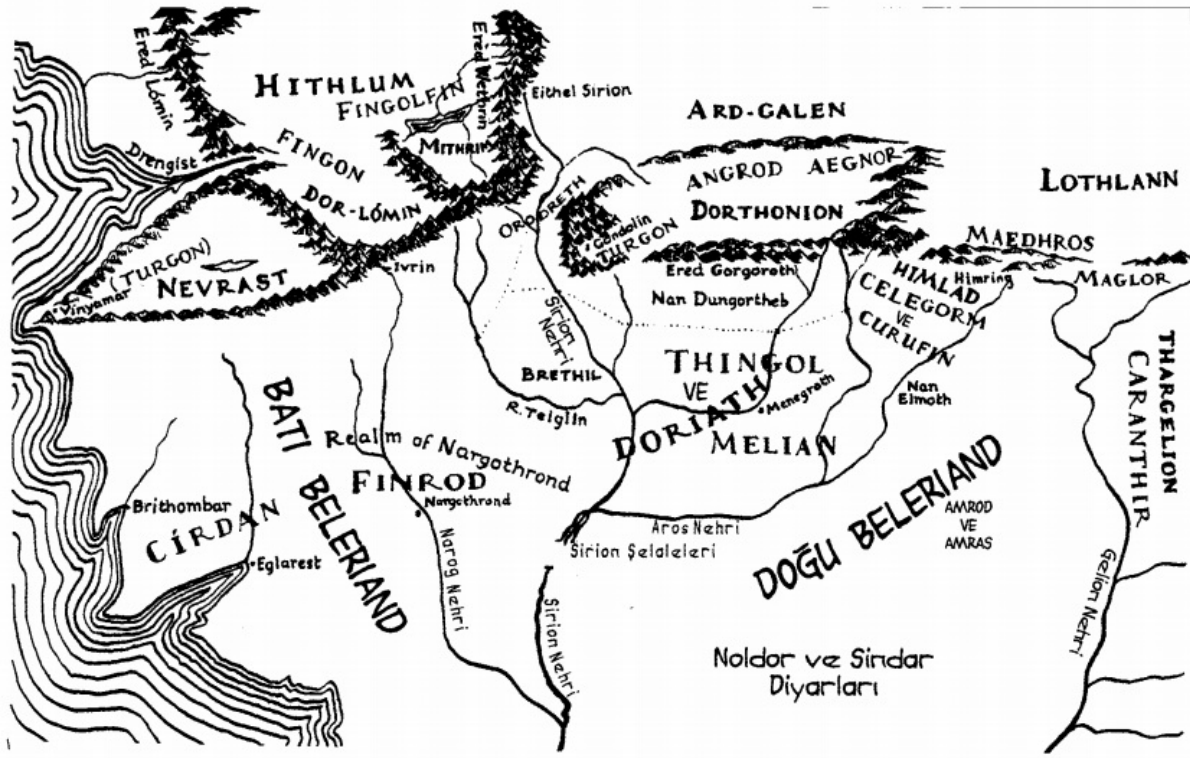 Ered Lómin
HITHLUM
FINGOLFIN
Ered Wethrin
Eithel Sirion
MITHRIM
ARD-GALEN
Drengist
FINGON
ANGROD AEGNOR
LOTHLANN
DOR-LÓMIN
ORODRETH
Gondolin
TURGON
DORTHONION
MAEDHROS
(TURGON)
NEVRAST
Vinyamar
Ivrin
Ered Gorgoroth
HIMLAD
Himring
MAGLOR
Nan Dungortheb
CELEGORM
VE
CURUFIN
Sirion
Nehri
THARGELION
CARANTHIR
BRETHIL
THINGOL
VE
DORIATH
Menegroth
MELIAN
Nan
Elmoth
R. Teiglin
BATI
BELERIAND
Realm of Nargothrond
FINROD
Nargothrond
Brithombar
CİRDAN
Eglarest
Aros Nehri
Sirion Şelaleleri
DOĞU BELERIAND
AMROD
VE
AMRAS
Narog Nehri
Sirion Nehri
Gelion Nehri
Noldor ve Sindar
Diyarları